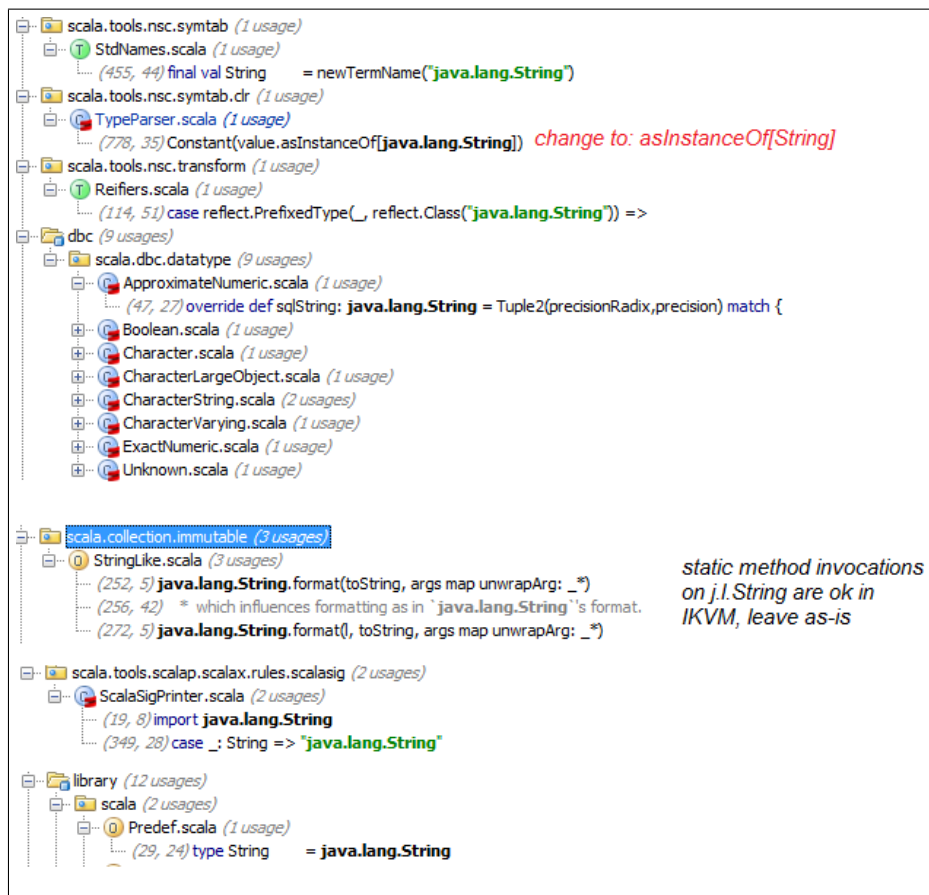 scala.tools.nsc.symtab (1 usage)
StdNames.scala (1 usage)
(455, 44) final val String = newTermName("java.lang.String")
scala.tools.nsc.symtab.clr (1 usage)
TypeParser.scala (1 usage)
(778, 35) Constant(value.asInstanceOf[java.lang.String]) change to: asInstanceOf[String]
scala.tools.nsc.transform (1 usage)
Reifiers.scala (1 usage)
(114, 51) case reflect.PrefixedType(_, reflect.Class("java.lang.String")) =>
dbc (9 usages)
scala.dbc.datatype (9 usages)
ApproximateNumeric.scala (1 usage)
(47, 27) override def sqlString: java.lang.String = Tuple2(precisionRadix,precision) match {
Boolean.scala (1 usage)
Character.scala (1 usage)
CharacterLargeObject.scala (1 usage)
CharacterString.scala (2 usages)
CharacterVarying.scala (1 usage)
ExactNumeric.scala (1 usage)
Unknown.scala (1 usage)
scala.collection.immutable (3 usages)
StringLike.scala (3 usages)
(252, 5) java.lang.String.format(toString, args map unwrapArg: _*)
(256, 42) * which influences formatting as in `java.lang.String`'s format.
(272, 5) java.lang.String.format(l, toString, args map unwrapArg: _*)
static method invocations
on j.l.String are ok in
IKVM, leave as-is
scala.tools.scalap.scalax.rules.scalasig (2 usages)
ScalaSigPrinter.scala (2 usages)
(19, 8) import java.lang.String
(349, 28) case _: String => "java.lang.String"
library (12 usages)
scala (2 usages)
Predef.scala (1 usage)
(29, 24) type String = java.lang.String